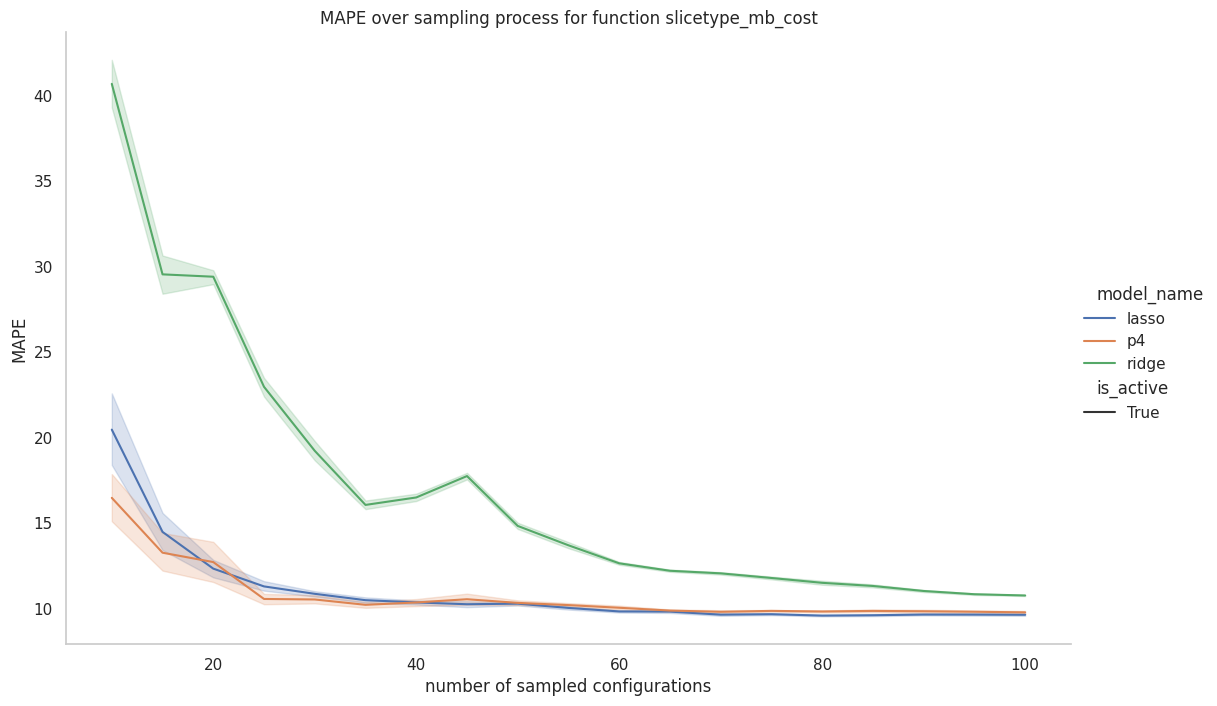 MAPE over sampling process for function slicetype_mb_cost
40
35
30
25
20
15
10
MAPE
20
40
60
80
100
number of sampled configurations
model_name
lasso
p4
ridge
is_active
True